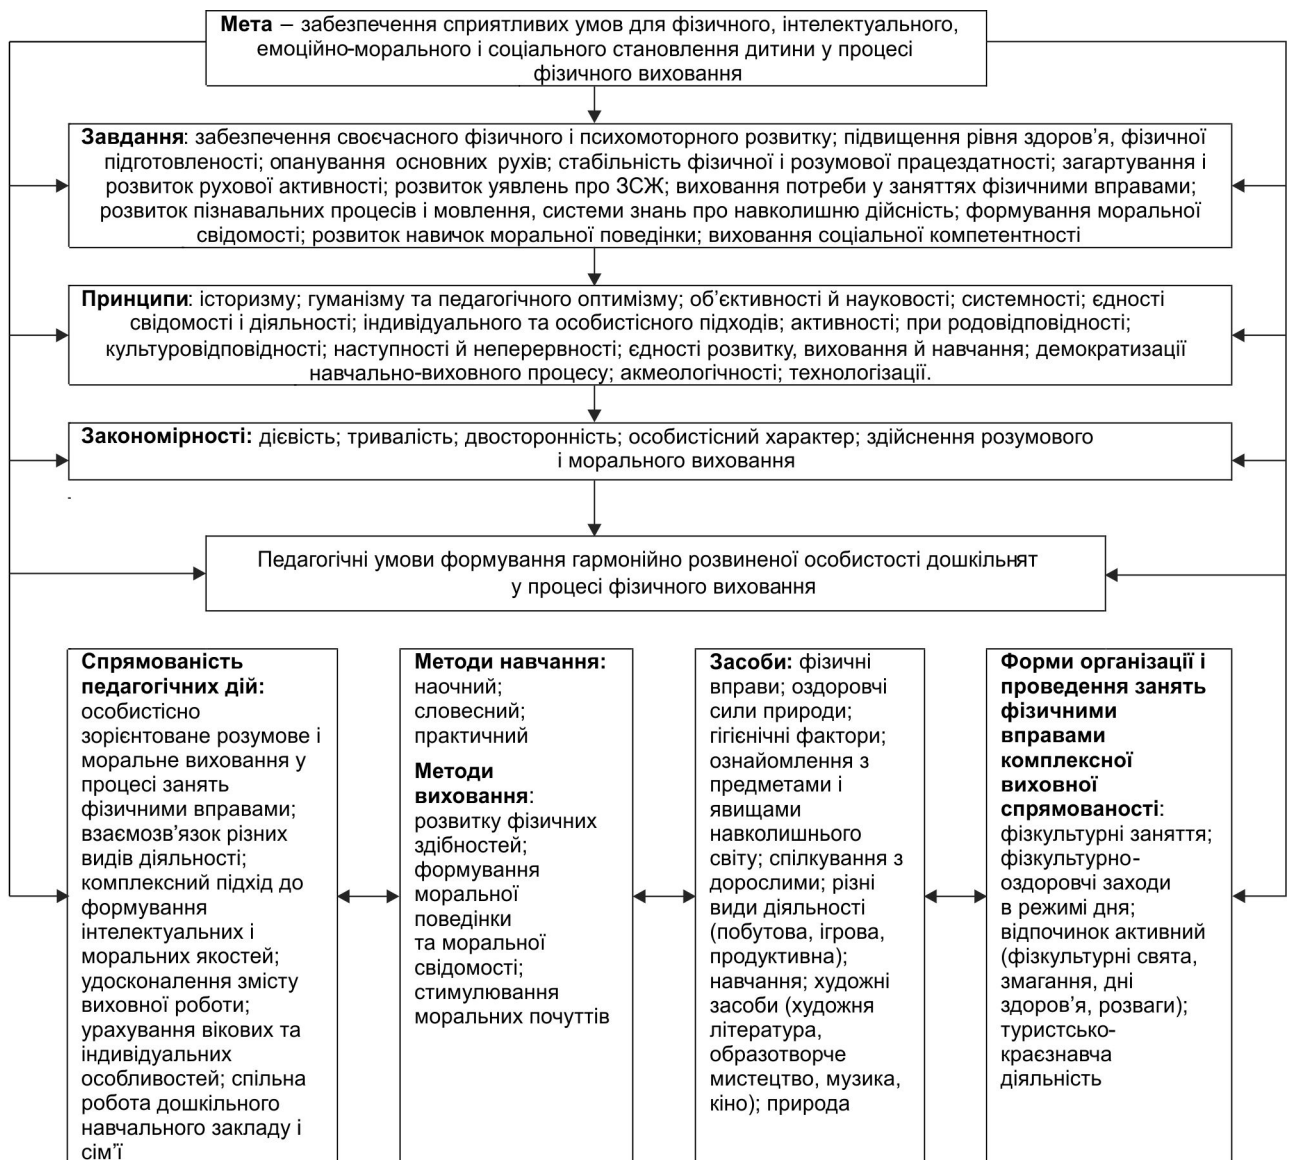 Мета – забезпечення сприятливих умов для фізичного, інтелектуального,
емоційно-морального і соціального становлення дитини у процесі
фізичного виховання
Завдання: забезпечення своєчасного фізичного і психомоторного розвитку; підвищення рівня здоров’я, фізичної
підготовленості; опанування основних рухів; стабільність фізичної і розумової працездатності; загартування і
розвиток рухової активності; розвиток уявлень про ЗСЖ; виховання потреби у заняттях фізичними вправами;
розвиток пізнавальних процесів і мовлення, системи знань про навколишню дійсність; формування моральної
свідомості; розвиток навичок моральної поведінки; виховання соціальної компетентності
Принципи: історизму; гуманізму та педагогічного оптимізму; об’єктивності й науковості; системності; єдності
свідомості і діяльності; індивідуального та особистісного підходів; активності; при родовідповідності;
культуровідповідності; наступності й неперервності; єдності розвитку, виховання й навчання; демократизації
навчально-виховного процесу; акмеологічності; технологізації.
Закономірності: дієвість; тривалість; двосторонність; особистісний характер; здійснення розумового
і морального виховання
Педагогічні умови формування гармонійно розвиненої особистості дошкільнят
у процесі фізичного виховання
Спрямованість
педагогічних дій:
особистісно
зорієнтоване розумове і
моральне виховання у
процесі занять
фізичними вправами;
взаємозв’язок різних
видів діяльності;
комплексний підхід до
формування
інтелектуальних і
моральних якостей;
удосконалення змісту
виховної роботи;
урахування вікових та
індивідуальних
особливостей; спільна
робота дошкільного
навчального закладу і
сім’ї
Методи навчання:
наочний;
словесний;
практичний
Методи
виховання:
розвитку фізичних
здібностей;
формування
моральної
поведінки
та моральної
свідомості;
стимулювання
моральних почуттів
Засоби: фізичні
вправи; оздоровчі
сили природи;
гігієнічні фактори;
ознайомлення з
предметами і
явищами
навколишнього
світу; спілкування з
дорослими; різні
види діяльності
(побутова, ігрова,
продуктивна);
навчання; художні
засоби (художня
література,
образотворче
мистецтво, музика,
кіно); природа
Форми організації і
проведення занять
фізичними
вправами
комплексної
виховної
спрямованості:
фізкультурні заняття;
фізкультурно-
оздоровчі заходи
в режимі дня;
відпочинок активний
(фізкультурні свята,
змагання, дні
здоров’я, розваги);
туристсько-
краєзнавча
діяльність